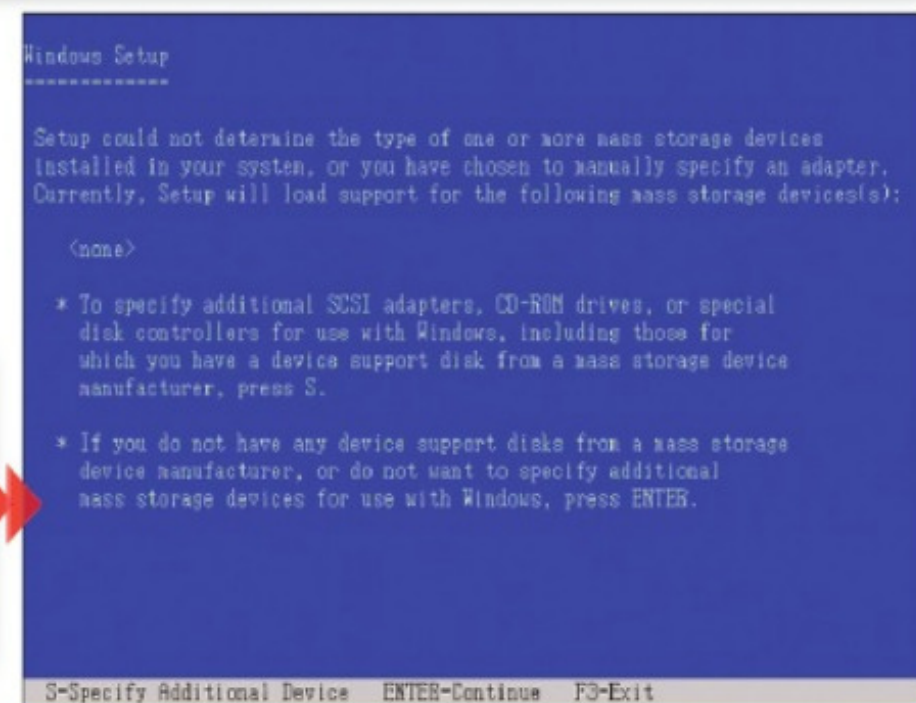 Windows Setup
=============
Setup could not determine the type of one or more mass storage devices
installed in your system, or you have chosen to manually specify an adapter.
Currently, Setup will load support for the following mass storage devices(s):
<none>
* To specify additional SCSI adapters, CD-ROM drives, or special
disk controllers for use with Windows, including those for
which you have a device support disk from a mass storage device
manufacturer, press S.
* If you do not have any device support disks from a mass storage
device manufacturer, or do not want to specify additional
mass storage devices for use with Windows, press ENTER.
S=Specify Additional Device ENTER=Continue F3=Exit